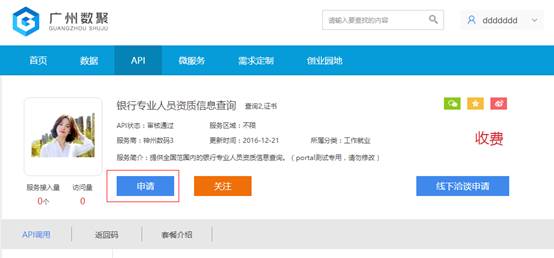 广州数聚
GUANGZHOU SHUJU
请输入要查找的内容
ddddddd
首页 数据 API 微服务 需求定制 创业园地
银行专业人员资质信息查询 查询2,证书
API状态：审核通过 服务区域：不限
服务商：神州数码3 更新时间：2016-12-21 所属分类：工作就业
服务简介：提供全国范围内的银行专业人员资质信息查询。（portal测试专用，请勿修改）
收费
服务接入量 访问量
0个 0
申请 关注 线下洽谈申请
API调用 返回码 套餐介绍